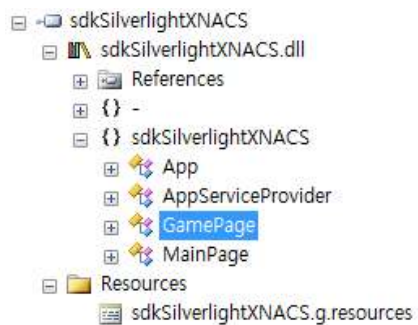 sdkSilverlightXNACS
sdkSilverlightXNACS.dll
References
{} -
{} sdkSilverlightXNACS
App
AppServiceProvider
GamePage
MainPage
Resources
sdkSilverlightXNACS.g.resources